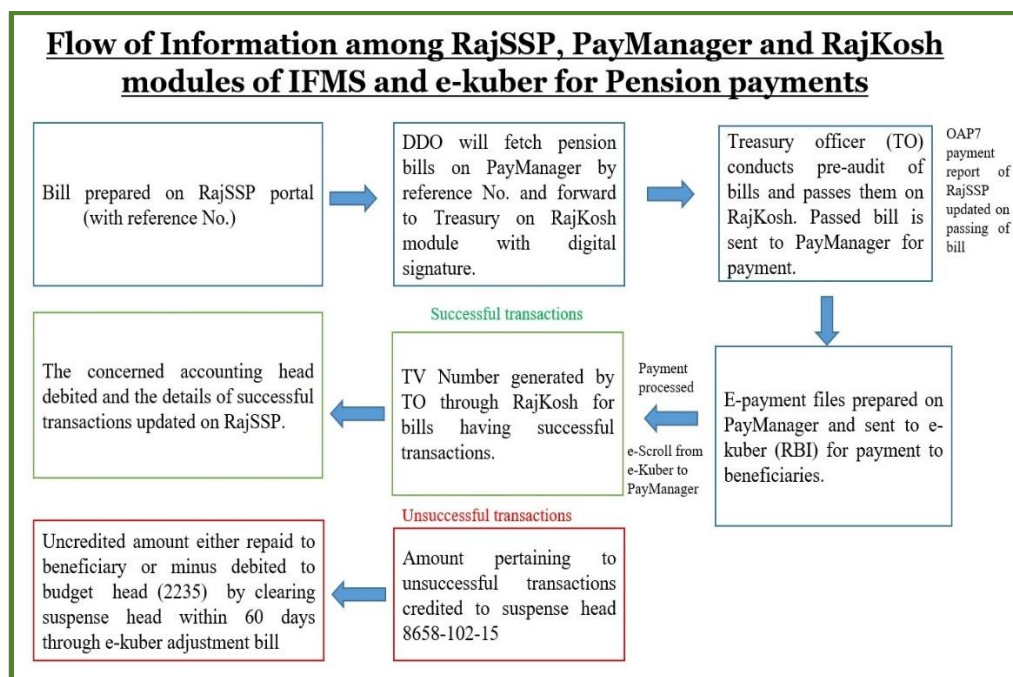 Flow of Information among RajSSP, PayManager and RajKosh
modules of IFMS and e-kuber for Pension payments
Bill prepared on RajSSP portal
(with reference No.)
DDO will fetch pension
bills on PayManager by
reference No. and forward
to Treasury on RajKosh
module with digital
signature.
Treasury officer (TO)
conducts pre-audit of
bills and passes them on
RajKosh. Passed bill is
sent to PayManager for
payment.
OAP7
payment
report of
RajSSP
updated on
passing of
bill
E-payment files prepared on
PayManager and sent to e-
kuber (RBI) for payment to
beneficiaries.
Payment
processed
e-Scroll from
e-Kuber to
PayManager
Successful transactions
TV Number generated by
TO through RajKosh for
bills having successful
transactions.
The concerned accounting head
debited and the details of successful
transactions updated on RajSSP.
Unsuccessful transactions
Amount pertaining to
unsuccessful transactions
credited to suspense head
8658-102-15
Uncredited amount either repaid to
beneficiary or minus debited to
budget head (2235) by clearing
suspense head within 60 days
through e-kuber adjustment bill